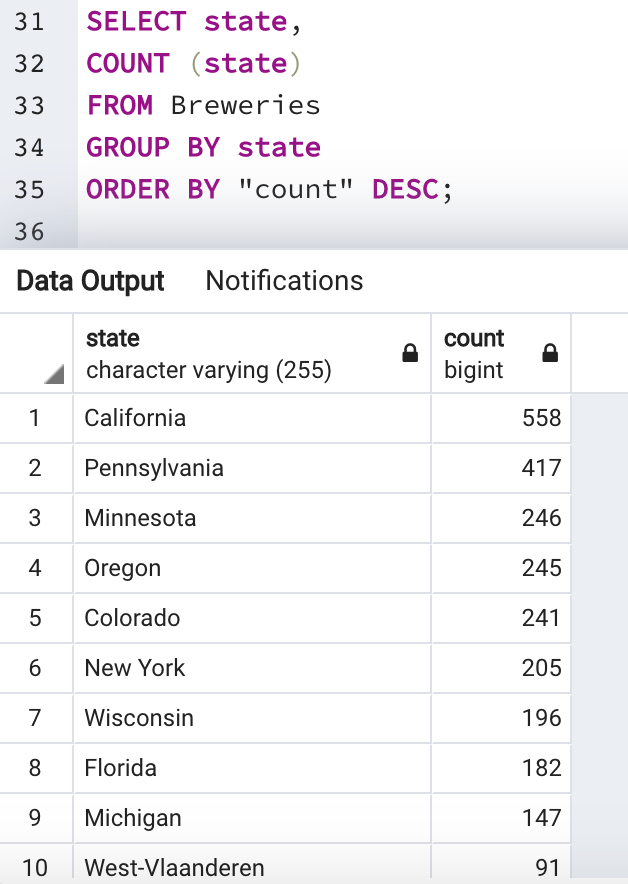 31 SELECT state,
32 COUNT (state)
33 FROM Breweries
34 GROUP BY state
35 ORDER BY "count" DESC;
36
Data Output Notifications
state count
character varying (255) bigint
1 California 558
2 Pennsylvania 417
3 Minnesota 246
4 Oregon 245
5 Colorado 241
6 New York 205
7 Wisconsin 196
8 Florida 182
9 Michigan 147
10 West-Vlaanderen 91